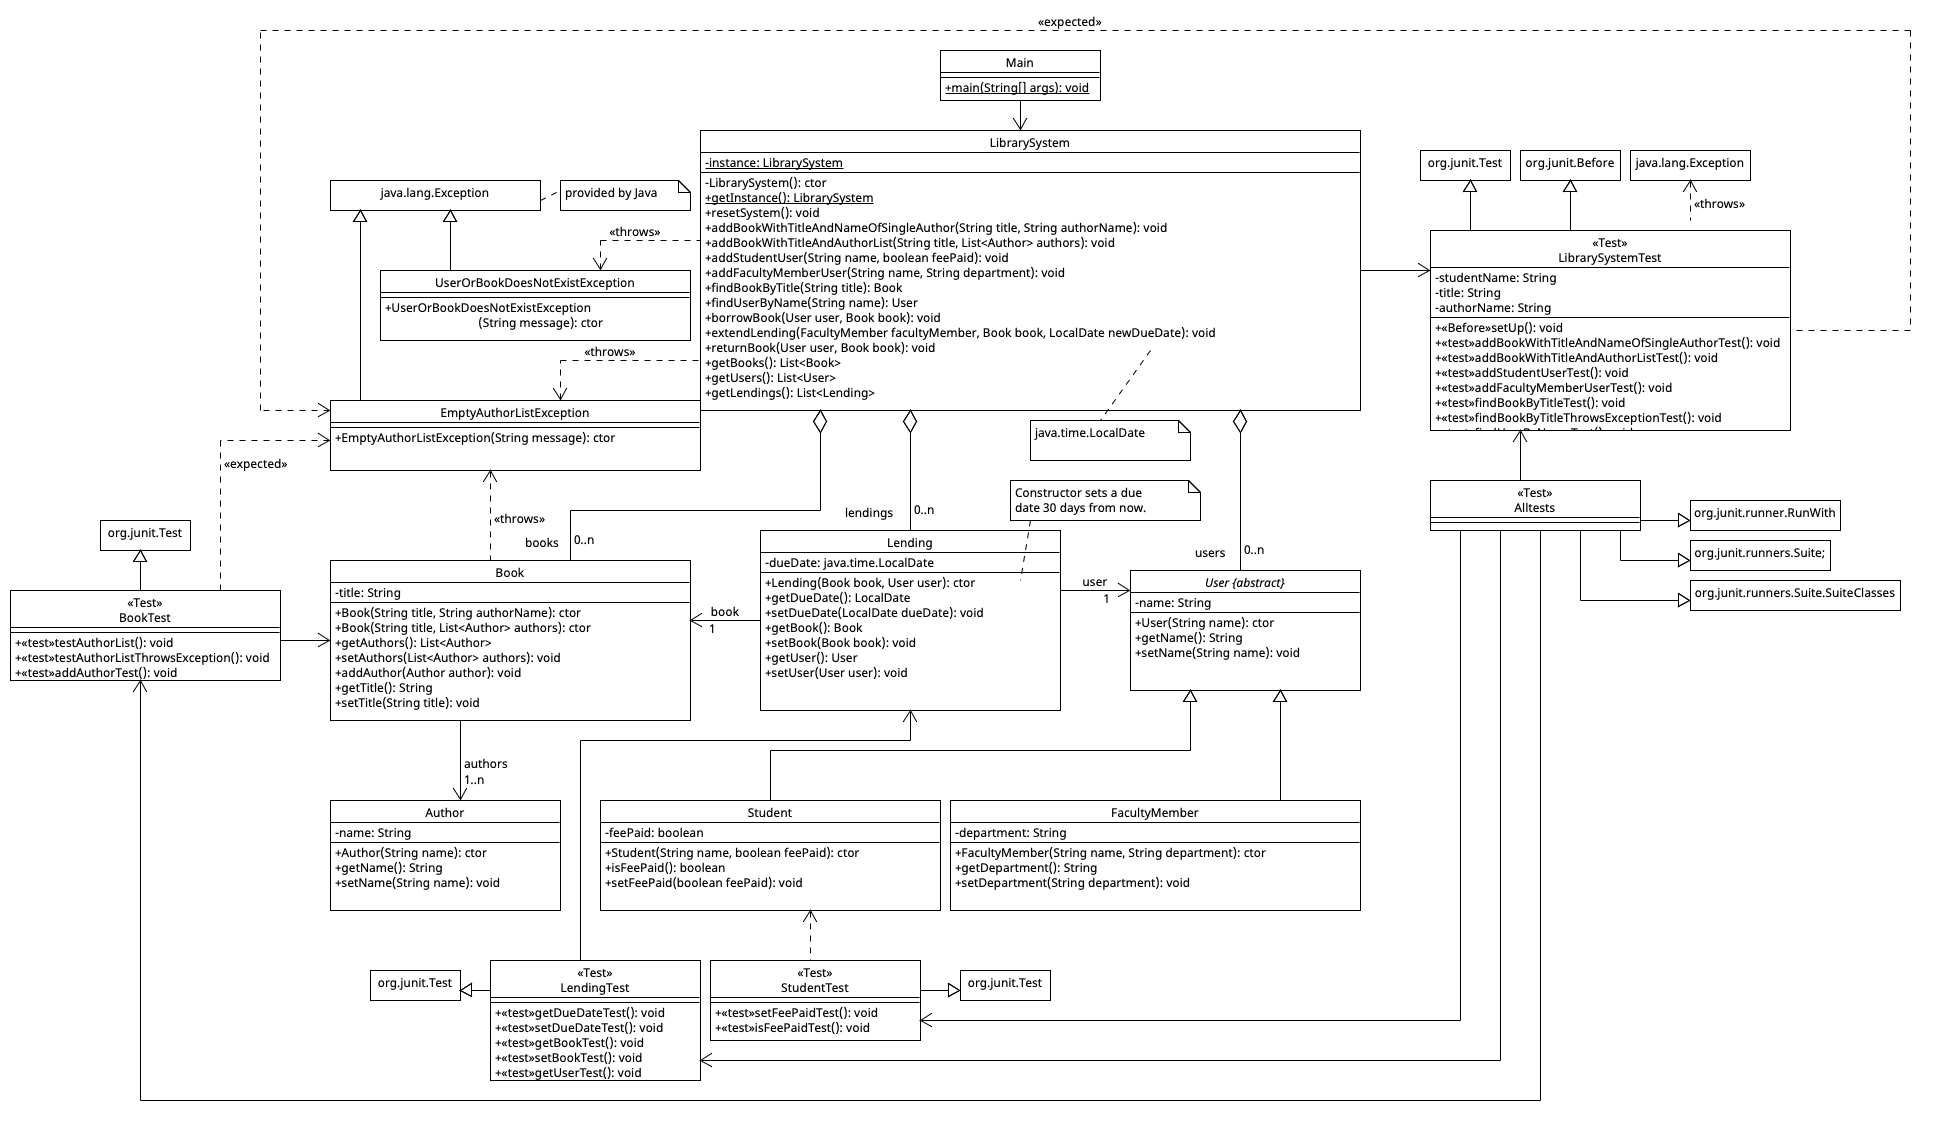 «expected»
Main
+main(String[] args): void
LibrarySystem
-instance: LibrarySystem
-LibrarySystem(): ctor
+getInstance(): LibrarySystem
+resetSystem(): void
+addBookWithTitleAndNameOfSingleAuthor(String title, String authorName): void
+addBookWithTitleAndAuthorList(String title, List<Author> authors): void
+addStudentUser(String name, boolean feePaid): void
+addFacultyMemberUser(String name, String department): void
+findBookByTitle(String title): Book
+findUserByName(String name): User
+borrowBook(User user, Book book): void
+extendLending(FacultyMember facultyMember, Book book, LocalDate newDueDate): void
+returnBook(User user, Book book): void
+getBooks(): List<Book>
+getUsers(): List<User>
+getLendings(): List<Lending>
java.lang.Exception
provided by Java
«throws»
UserOrBookDoesNotExistException
+UserOrBookDoesNotExistException
(String message): ctor
«throws»
EmptyAuthorListException
+EmptyAuthorListException(String message): ctor
org.junit.Test
org.junit.Before
java.lang.Exception
«throws»
«Test»
LibrarySystemTest
-studentName: String
-title: String
-authorName: String
+«Before»setUp(): void
+«test»addBookWithTitleAndNameOfSingleAuthorTest(): void
+«test»addBookWithTitleAndAuthorListTest(): void
+«test»addStudentUserTest(): void
+«test»addFacultyMemberUserTest(): void
+«test»findBookByTitleTest(): void
+«test»findBookByTitleThrowsExceptionTest(): void
java.time.LocalDate
«expected»
«throws»
books
0..n
lendings
0..n
Constructor sets a due
date 30 days from now.
users
0..n
«Test»
Alltests
org.junit.runner.RunWith
org.junit.runners.Suite;
org.junit.runners.Suite.SuiteClasses
org.junit.Test
«Test»
BookTest
+«test»testAuthorList(): void
+«test»testAuthorListThrowsException(): void
+«test»addAuthorTest(): void
Book
-title: String
+Book(String title, String authorName): ctor
+Book(String title, List<Author> authors): ctor
+getAuthors(): List<Author>
+setAuthors(List<Author> authors): void
+addAuthor(Author author): void
+getTitle(): String
+setTitle(String title): void
book
1
Lending
-dueDate: java.time.LocalDate
+Lending(Book book, User user): ctor
+getDueDate(): LocalDate
+setDueDate(LocalDate dueDate): void
+getBook(): Book
+setBook(Book book): void
+getUser(): User
+setUser(User user): void
user
1
User {abstract}
-name: String
+User(String name): ctor
+getName(): String
+setName(String name): void
authors
1..n
Author
-name: String
+Author(String name): ctor
+getName(): String
+setName(String name): void
Student
-feePaid: boolean
+Student(String name, boolean feePaid): ctor
+isFeePaid(): boolean
+setFeePaid(boolean feePaid): void
FacultyMember
-department: String
+FacultyMember(String name, String department): ctor
+getDepartment(): String
+setDepartment(String department): void
org.junit.Test
«Test»
LendingTest
+«test»getDueDateTest(): void
+«test»setDueDateTest(): void
+«test»getBookTest(): void
+«test»setBookTest(): void
+«test»getUserTest(): void
«Test»
StudentTest
+«test»setFeePaidTest(): void
+«test»isFeePaidTest(): void
org.junit.Test